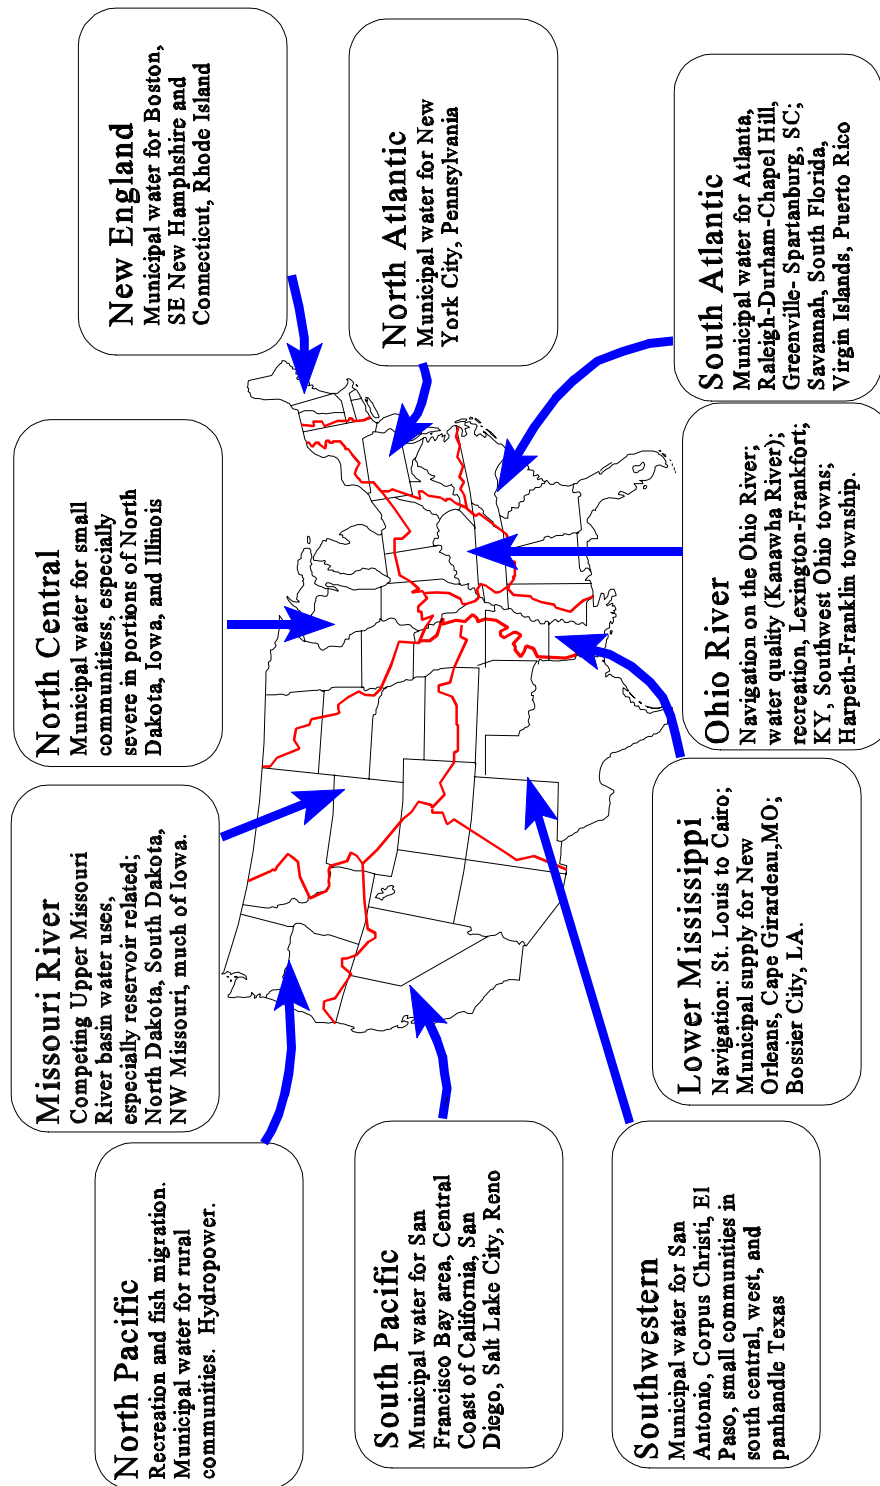 North Pacific
Recreation and fish migration.
Municipal water for rural
communities. Hydropower.
Missouri River
Competing Upper Missouri
River basin water uses,
especially reservoir related;
North Dakota, South Dakota,
NW Missouri, much of Iowa.
North Central
Municipal water for small
communitiess, especially
severe in portions of North
Dakota, Iowa, and Illinois
New England
Municipal water for Boston,
SE New Hamphshire and
Connecticut, Rhode Island
South Pacific
Municipal water for San
Francisco Bay area, Central
Coast of California, San
Diego, Salt Lake City, Reno
North Atlantic
Municipal water for New
York City, Pennsylvania
Southwestern
Municipal water for San
Antonio, Corpus Christi, El
Paso, small communities in
south central, west, and
panhandle Texas
Lower Mississippi
Navigation: St. Louis to Cairo;
Municipal supply for New
Orleans, Cape Girardeau,MO;
Bossier City, LA.
Ohio River
Navigation on the Ohio River;
water quality (Kanawha River);
recreation, Lexington-Frankfort;
KY, Southwest Ohio towns;
Harpeth-Franklin township.
South Atlantic
Municipal water for Atlanta,
Raleigh-Durham-Chapel Hill,
Greenville- Spartanburg, SC;
Savannah, South Florida,
Virgin Islands, Puerto Rico